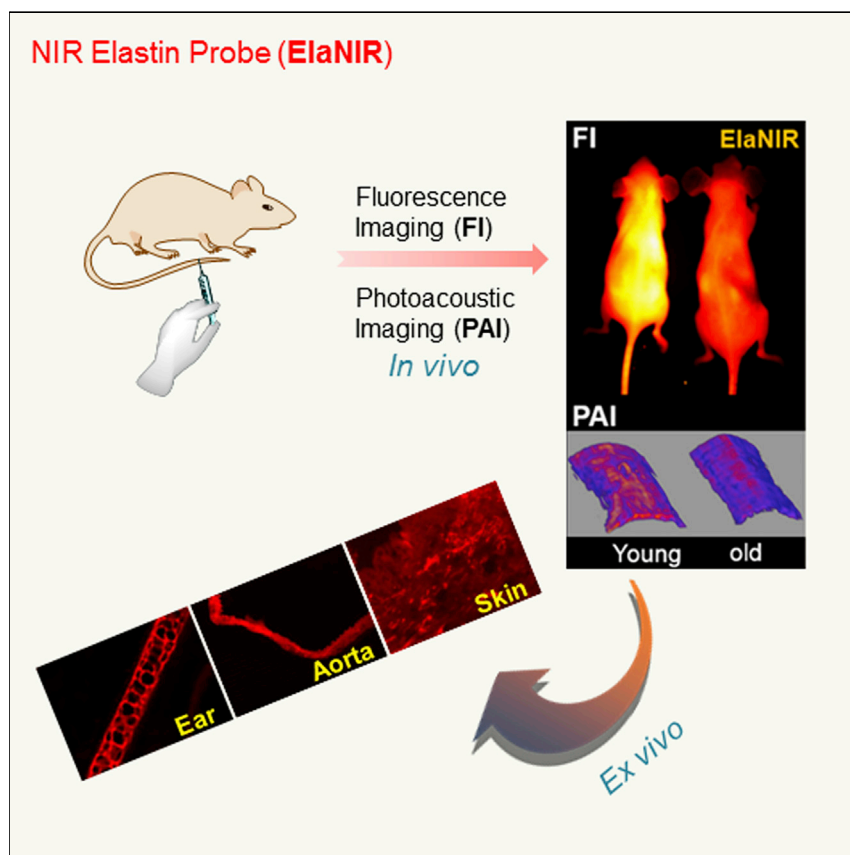 NIR Elastin Probe (ElaNIR)
Fluorescence
Imaging (FI)
Photoacoustic
Imaging (PAI)
In vivo
FI
ElaNIR
PAI
Young
old
Ear
Aorta
Skin
Ex vivo